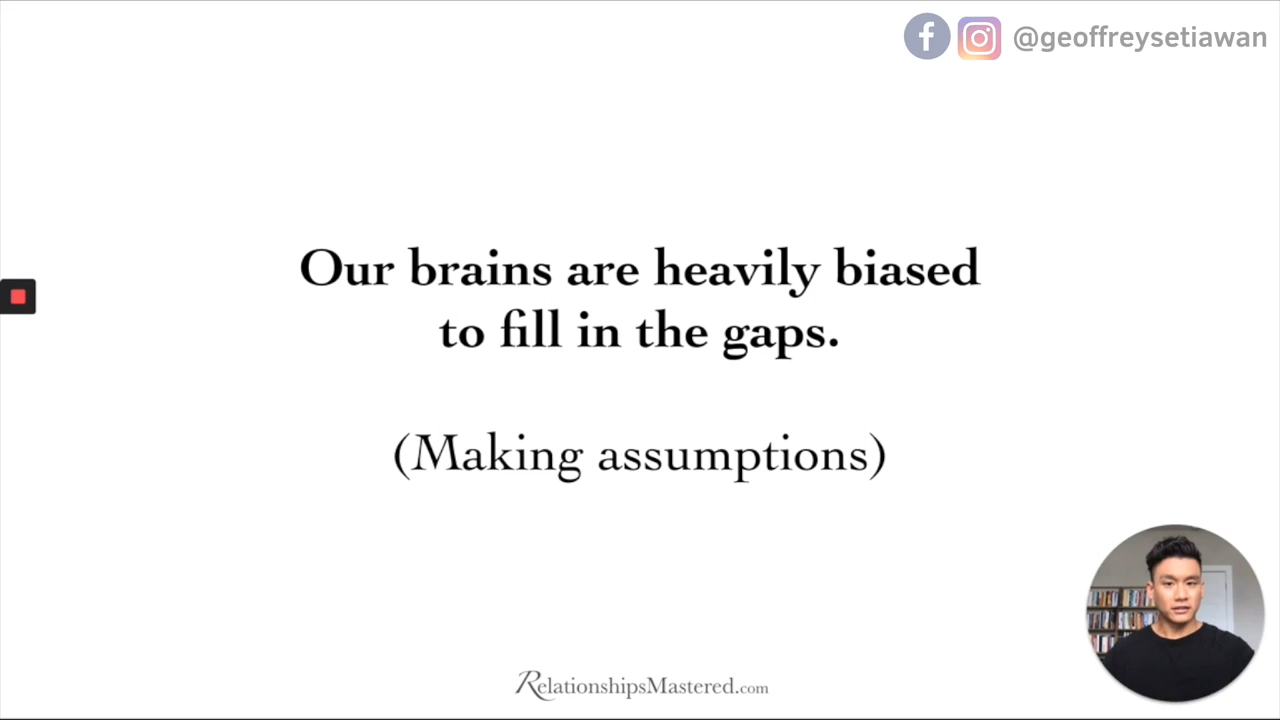 @geoffreysetiawan
Our brains are heavily biased
to fill in the gaps.
(Making assumptions)
RelationshipsMastered.com